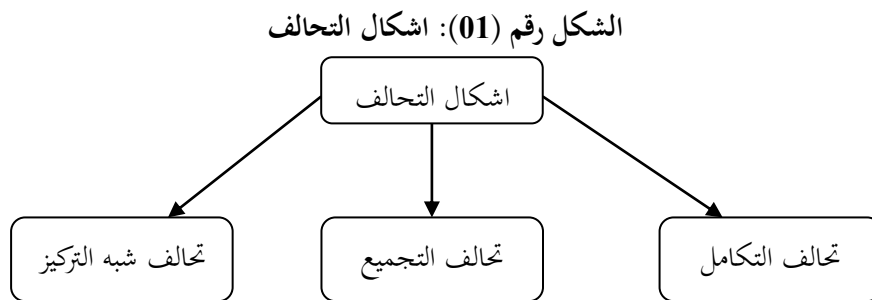 الشكل رقم (01): اشكال التحالف
اشكال التحالف
تحالف التكامل
تحالف التجميع
تحالف شبه التركيز